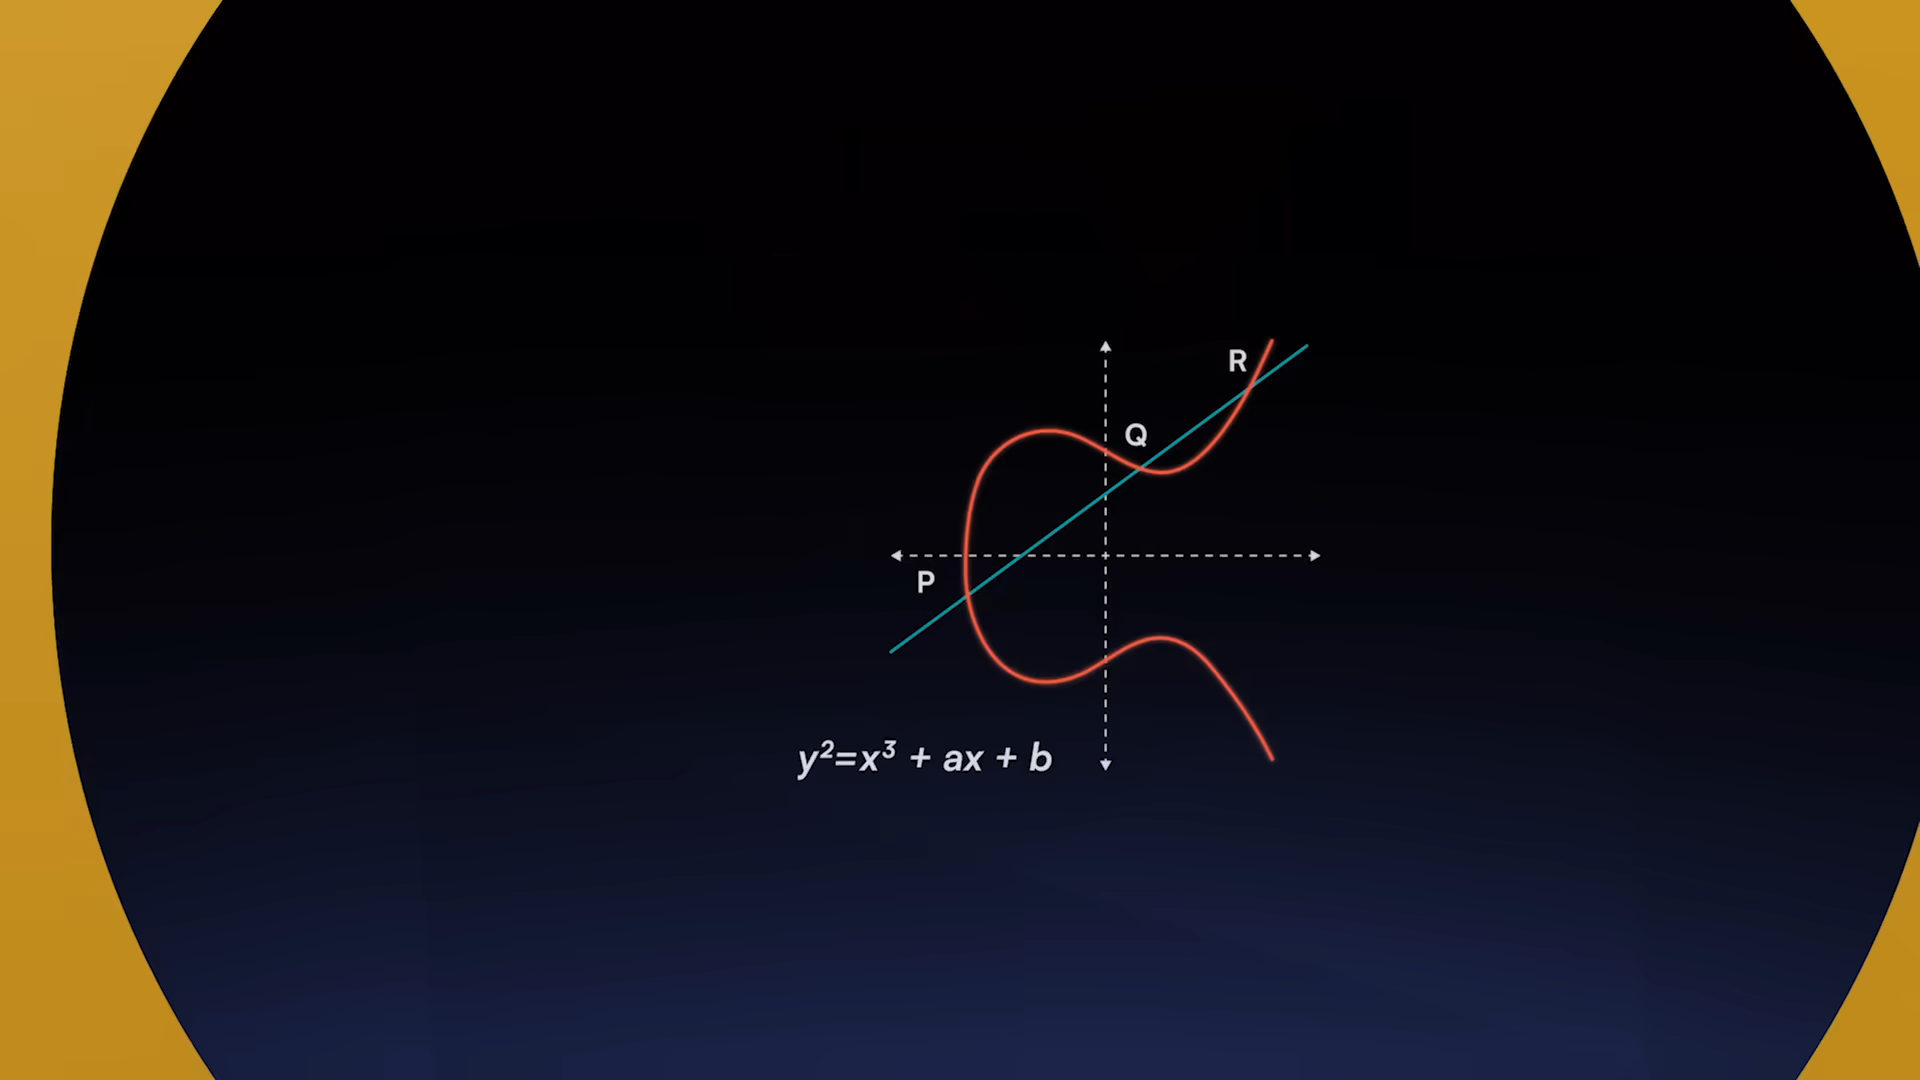 R
Q
P
y²=x³ + ax + b